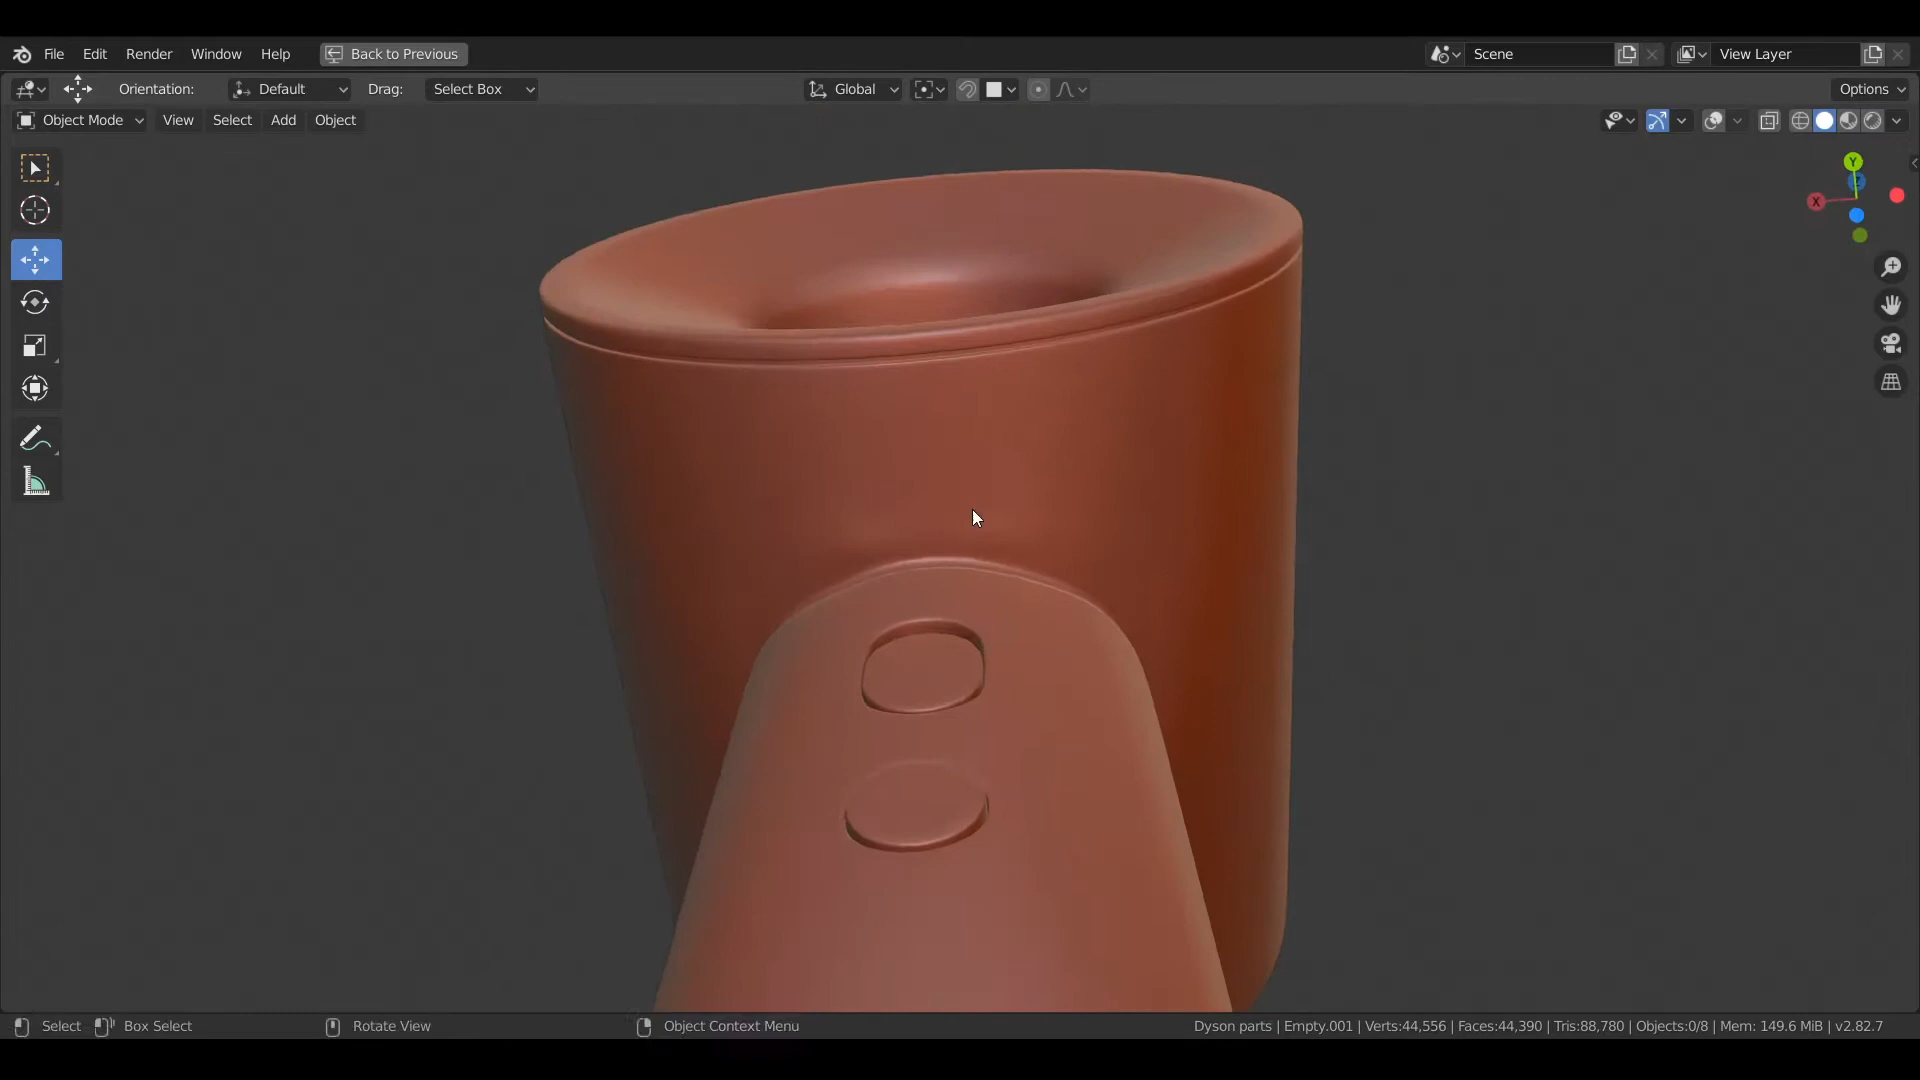 File Edit Render Window Help Back to Previous Scene View Layer
Orientation: Default Drag: Select Box Global Options
Object Mode View Select Add Object
Y
X
Select Box Select Rotate View Object Context Menu Dyson parts | Empty.001 | Verts:44,556 | Faces:44,390 | Tris:88,780 | Objects:0/8 | Mem: 149.6 MiB | v2.82.7